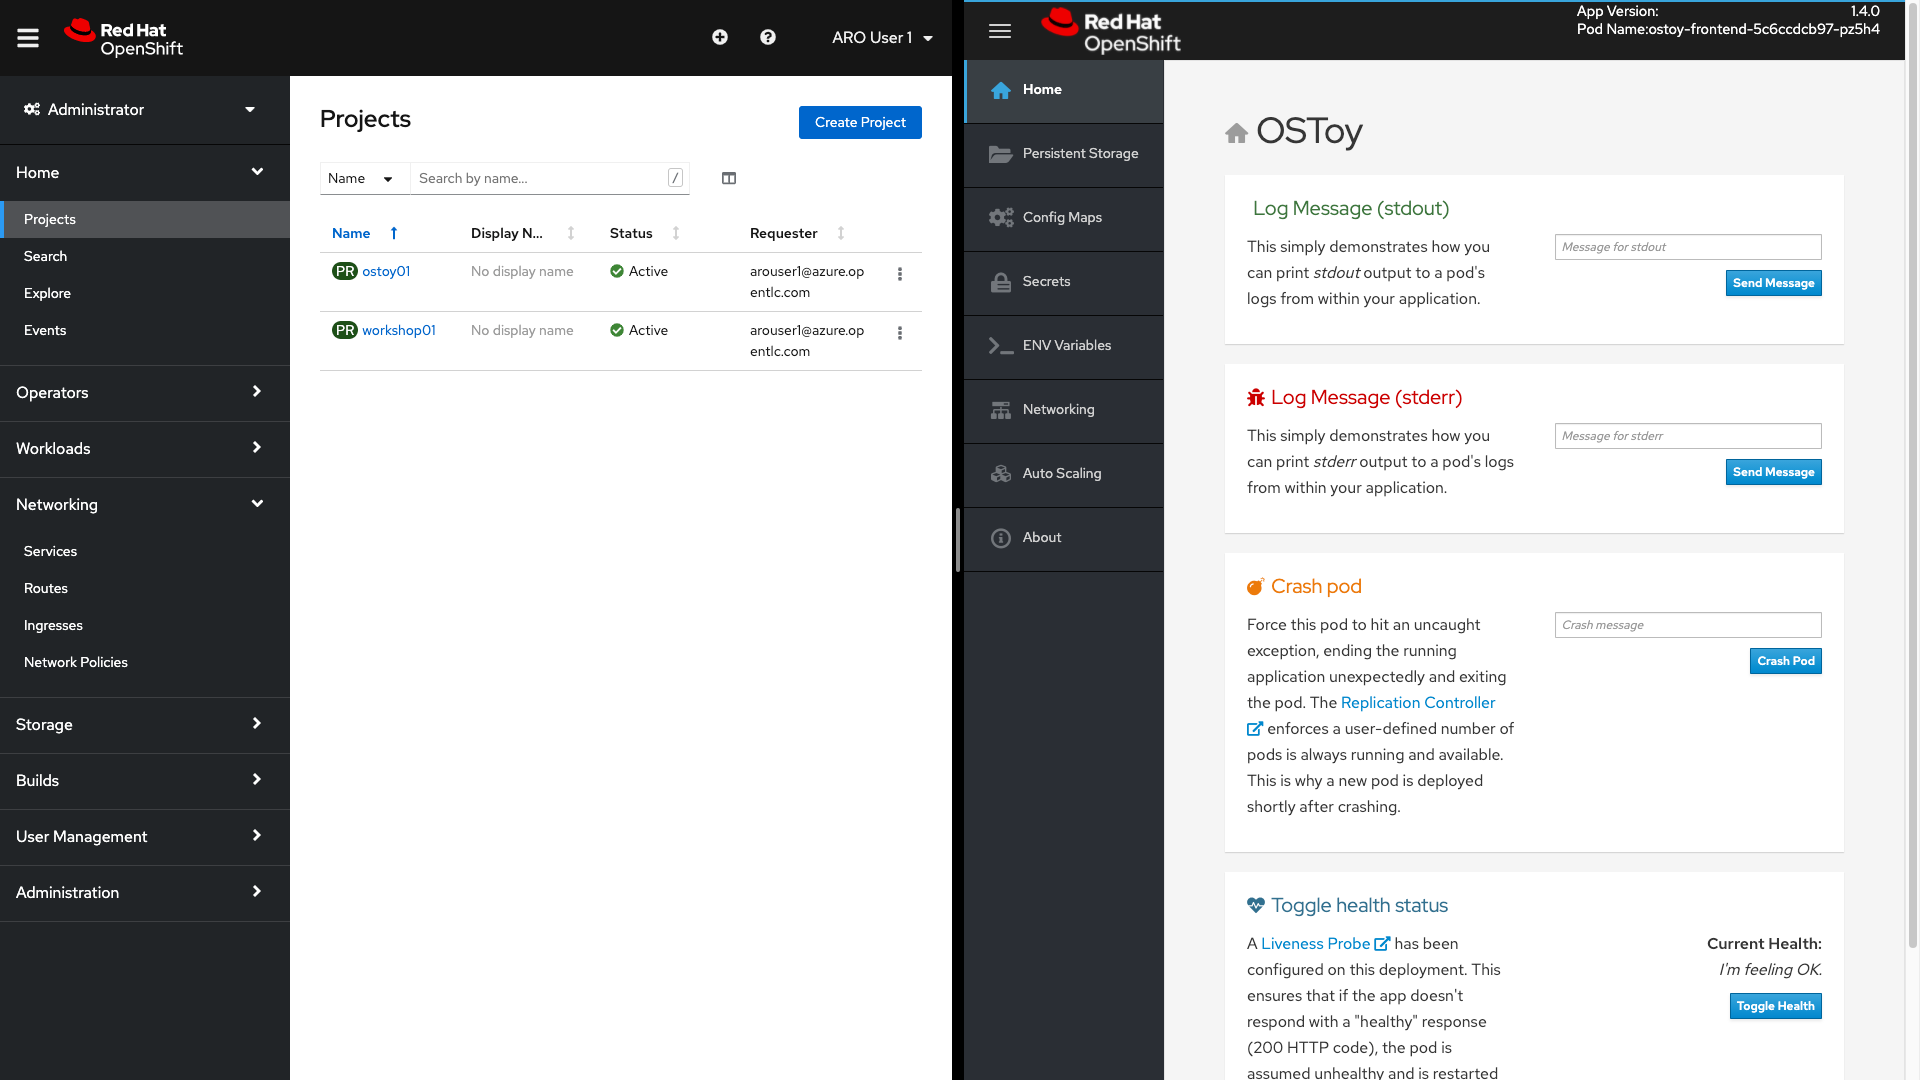 Red Hat
OpenShift
ARO User 1
Administrator
Home
Projects
Search
Explore
Events
Operators
Workloads
Networking
Services
Routes
Ingresses
Network Policies
Storage
Builds
User Management
Administration
Projects
Create Project
Name
Search by name...
/
Name
Display N...
Status
Requester
PR ostoy01
No display name
Active
arouser1@azure.op
entlc.com
PR workshop01
No display name
Active
arouser1@azure.op
entlc.com
Red Hat
OpenShift
App Version: 1.4.0
Pod Name:ostoy-frontend-5c6ccdcb97-pz5h4
Home
Persistent Storage
Config Maps
Secrets
ENV Variables
Networking
Auto Scaling
About
OSToy
Log Message (stdout)
This simply demonstrates how you
can print stdout output to a pod's
logs from within your application.
Message for stdout
Send Message
Log Message (stderr)
This simply demonstrates how you
can print stderr output to a pod's logs
from within your application.
Message for stderr
Send Message
Crash pod
Force this pod to hit an uncaught
exception, ending the running
application unexpectedly and exiting
the pod. The Replication Controller
enforces a user-defined number of
pods is always running and available.
This is why a new pod is deployed
shortly after crashing.
Crash message
Crash Pod
Toggle health status
A Liveness Probe has been
configured on this deployment. This
ensures that if the app doesn't
respond with a "healthy" response
(200 HTTP code), the pod is
assumed unhealthy and is restarted
Current Health:
I'm feeling OK.
Toggle Health